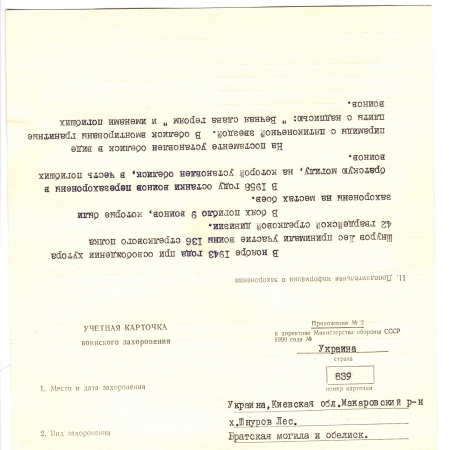 11. Дополнительная информация о захоронении
В ноябре 1943 года при освобождении хутора
Шнуров Лес принимали участие воины 136 стрелкового полка
42 гвардейской стрелковой дивизии.
В боях погибло 9 воинов, которые были
захоронены на местах боев.
В 1958 году останки воинов перезахоронены в
братскую могилу, на которой установлен обелиск, в честь погибших
воинов.
На постаменте установлен обелиск в виде
пирамиды с пятиконечной звездой. В обелиск вмонтированы гранитные
плиты с надписью: " Вечная слава героям " и именами погибших
воинов.
УЧЕТНАЯ КАРТОЧКА
воинского захоронения
Приложение № 2
к директиве Министерства обороны СССР
1990 года №
Украина
страна
839
номер карточки
1. Место и дата захоронения
Украина,Киевская обл.Макаровский р-н
х.Шнуров Лес.
2. Вид захоронения
Братская могила и обелиск.